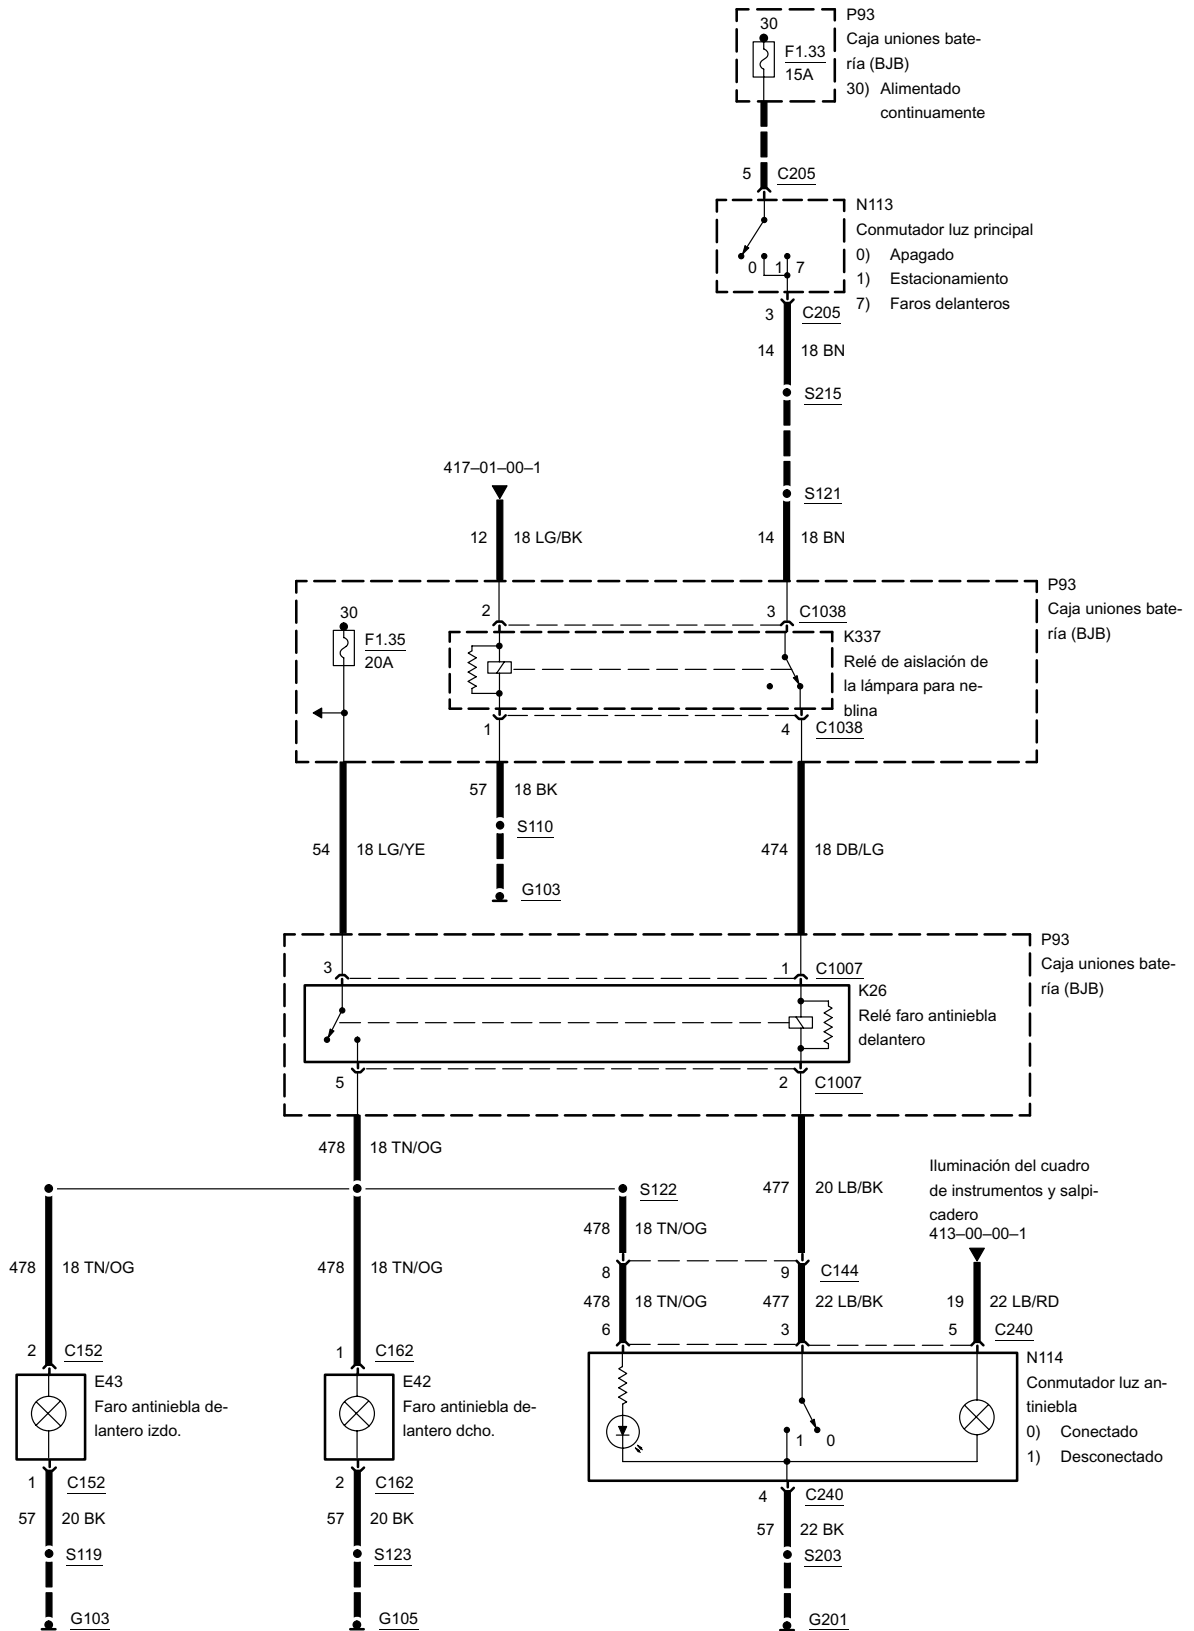 P93
30
Caja uniones bate-
F1.33
ría (BJB)
15A
30) Alimentado
continuamente
5 C205
N113
Conmutador luz principal
0) Apagado
0 1 7
1) Estacionamiento
7) Faros delanteros
3 C205
14 18 BN
S215
417–01–00–1
S121
12 18 LG/BK
14 18 BN
P93
30
2
3 C1038
Caja uniones bate-
F1.35
K337
ría (BJB)
20A
Relé de aislación de
la lámpara para ne-
blina
1
4 C1038
57 18 BK
S110
54 18 LG/YE
474 18 DB/LG
G103
P93
3
1 C1007
Caja uniones bate-
K26
ría (BJB)
Relé faro antiniebla
delantero
5
2 C1007
478 18 TN/OG
Iluminación del cuadro
S122
477 20 LB/BK
de instrumentos y salpi-
cadero
478 18 TN/OG
413–00–00–1
478 18 TN/OG
478 18 TN/OG
8
9 C144
478 18 TN/OG
477 22 LB/BK
19 22 LB/RD
6
3
5 C240
2 C152
1 C162
N114
E43
E42
Conmutador luz an-
Faro antiniebla de-
Faro antiniebla de-
tiniebla
lantero izdo.
lantero dcho.
1 0
0) Conectado
1) Desconectado
1 C152
2 C162
4 C240
57 20 BK
57 20 BK
57 22 BK
S119
S123
S203
G103
G105
G201